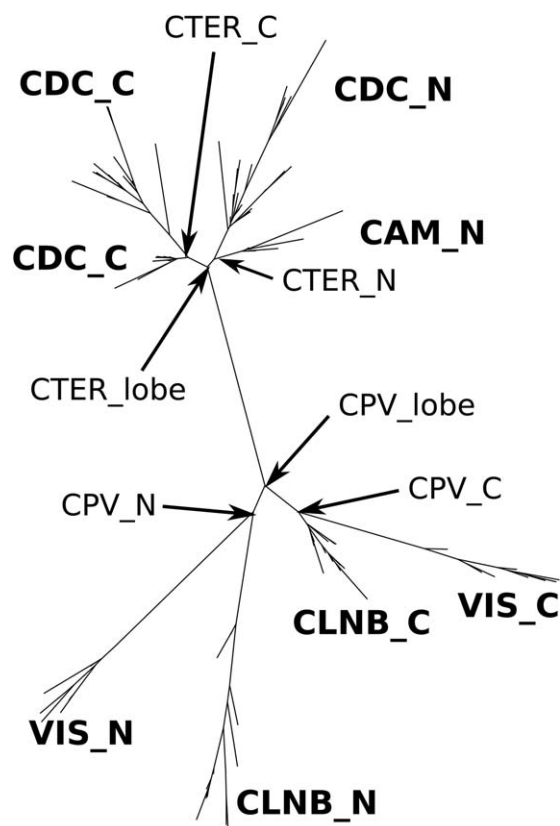 CTER_C
CDC_C
CDC_N
CAM_N
CDC_C
CTER_N
CTER_lobe
CPV_lobe
CPV_N
CPV_C
VIS_C
CLNB_C
VIS_N
CLNB_N